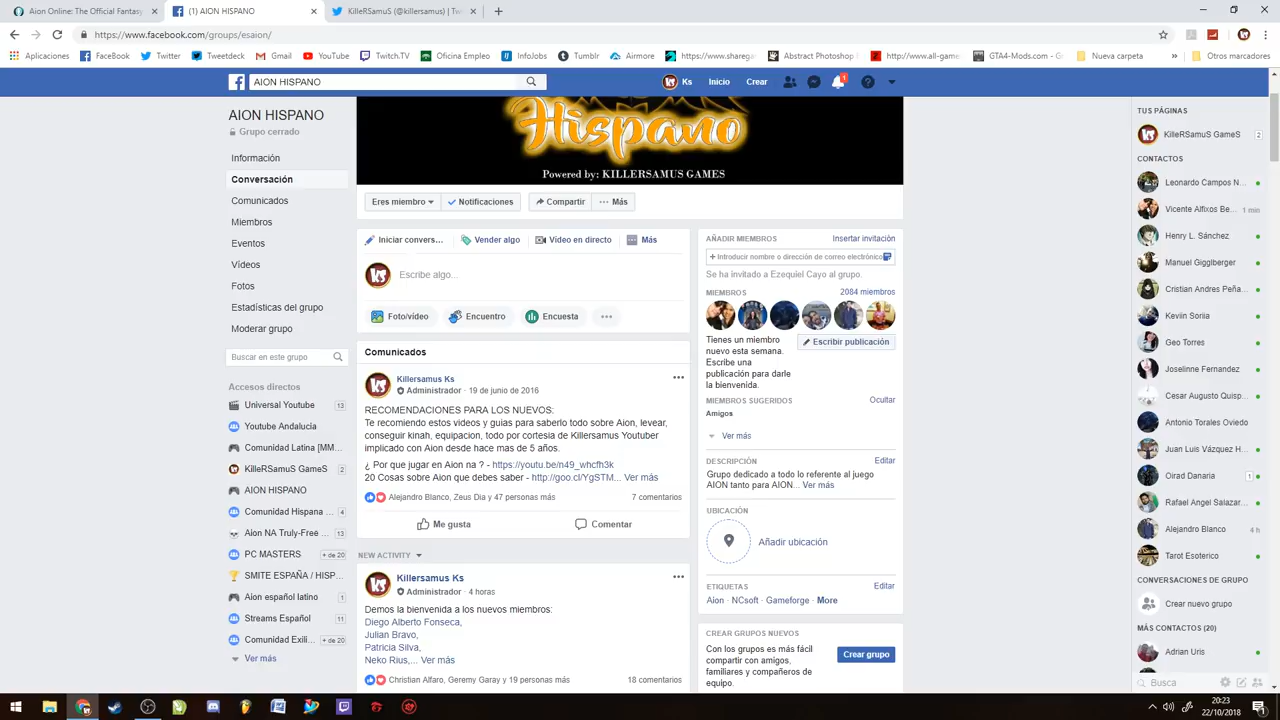 Aion Online: The Official Fantasy
(1) AION HISPANO
KilleRSamuS (@killersamus) | Twi
https://www.facebook.com/groups/esaion/
Aplicaciones
FaceBook
Twitter
Tweetdeck
Gmail
YouTube
Twitch.TV
Oficina Empleo
InfoJobs
Tumblr
Airmore
https://www.sharega
Abstract Photoshop
http://www.all-game
GTA4-Mods.com - G
Nueva carpeta
»
Otros marcadores
AION HISPANO
Ks
Inicio
Crear
1
AION HISPANO
Grupo cerrado
Información
Conversación
Comunicados
Miembros
Eventos
Vídeos
Fotos
Estadísticas del grupo
Moderar grupo
Buscar en este grupo
Accesos directos
Universal Youtube 13
Youtube Andalucia
Comunidad Latina [MM...
KilleRSamuS GameS 2
AION HISPANO
Comunidad Hispana ... 4
Aion NA Truly-Free ... 13
PC MASTERS + de 20
SMITE ESPAÑA / HISP...
Aion español latino 1
Streams Español 11
Comunidad Exili... + de 20
Ver más
Hispano
Powered by: KILLERSAMUS GAMES
Eres miembro
Notificaciones
Compartir
Más
Iniciar convers...
Vender algo
Vídeo en directo
Más
Ks
Escribe algo...
Foto/vídeo
Encuentro
Encuesta
Comunicados
Killersamus Ks
Administrador · 19 de junio de 2016
RECOMENDACIONES PARA LOS NUEVOS:
Te recomiendo estos videos y guias para saberlo todo sobre Aion, levear,
conseguir kinah, equipacion, todo por cortesia de Killersamus Youtuber
implicado con Aion desde hace mas de 5 años.
¿ Por que jugar en Aion na ? - https://youtu.be/n49_whcfh3k
20 Cosas sobre Aion que debes saber - http://goo.cl/YgSTM... Ver más
Alejandro Blanco, Zeus Dia y 47 personas más
7 comentarios
Me gusta
Comentar
NEW ACTIVITY
Killersamus Ks
Administrador · 4 horas
Demos la bienvenida a los nuevos miembros:
Diego Alberto Fonseca,
Julian Bravo,
Patricia Silva,
Neko Rius,... Ver más
Christian Alfaro, Geremy Garay y 19 personas más
18 comentarios
AÑADIR MIEMBROS
Insertar invitación
+ Introducir nombre o dirección de correo electrónico
Se ha invitado a Ezequiel Cayo al grupo.
MIEMBROS
2084 miembros
Tienes un miembro
nuevo esta semana.
Escribe una
publicación para darle
la bienvenida.
Escribir publicación
MIEMBROS SUGERIDOS
Ocultar
Amigos
Ver más
DESCRIPCIÓN
Editar
Grupo dedicado a todo lo referente al juego
AION tanto para AION... Ver más
UBICACIÓN
Añadir ubicación
ETIQUETAS
Editar
Aion · NCsoft · Gameforge · More
CREAR GRUPOS NUEVOS
Con los grupos es más fácil
compartir con amigos,
familiares y compañeros de
equipo.
Crear grupo
TUS PÁGINAS
KilleRSamuS GameS 2
CONTACTOS
Leonardo Campos N...
Vicente Alfixos Be... 1 min
Henry L. Sánchez
Manuel Gigglberger
Cristian Andres Peña...
Keviin Soriia
Geo Torres
Joselinne Fernandez
Cesar Augusto Quisp...
Antonio Torales Oviedo
Juan Luis Vázquez H...
Oirad Danaria 1
Rafael Angel Salazar...
Alejandro Blanco 4 h
Tarot Esoterico
CONVERSACIONES DE GRUPO
Crear nuevo grupo
MÁS CONTACTOS (20)
Adrian Uris
Busca
20:23
22/10/2018
1